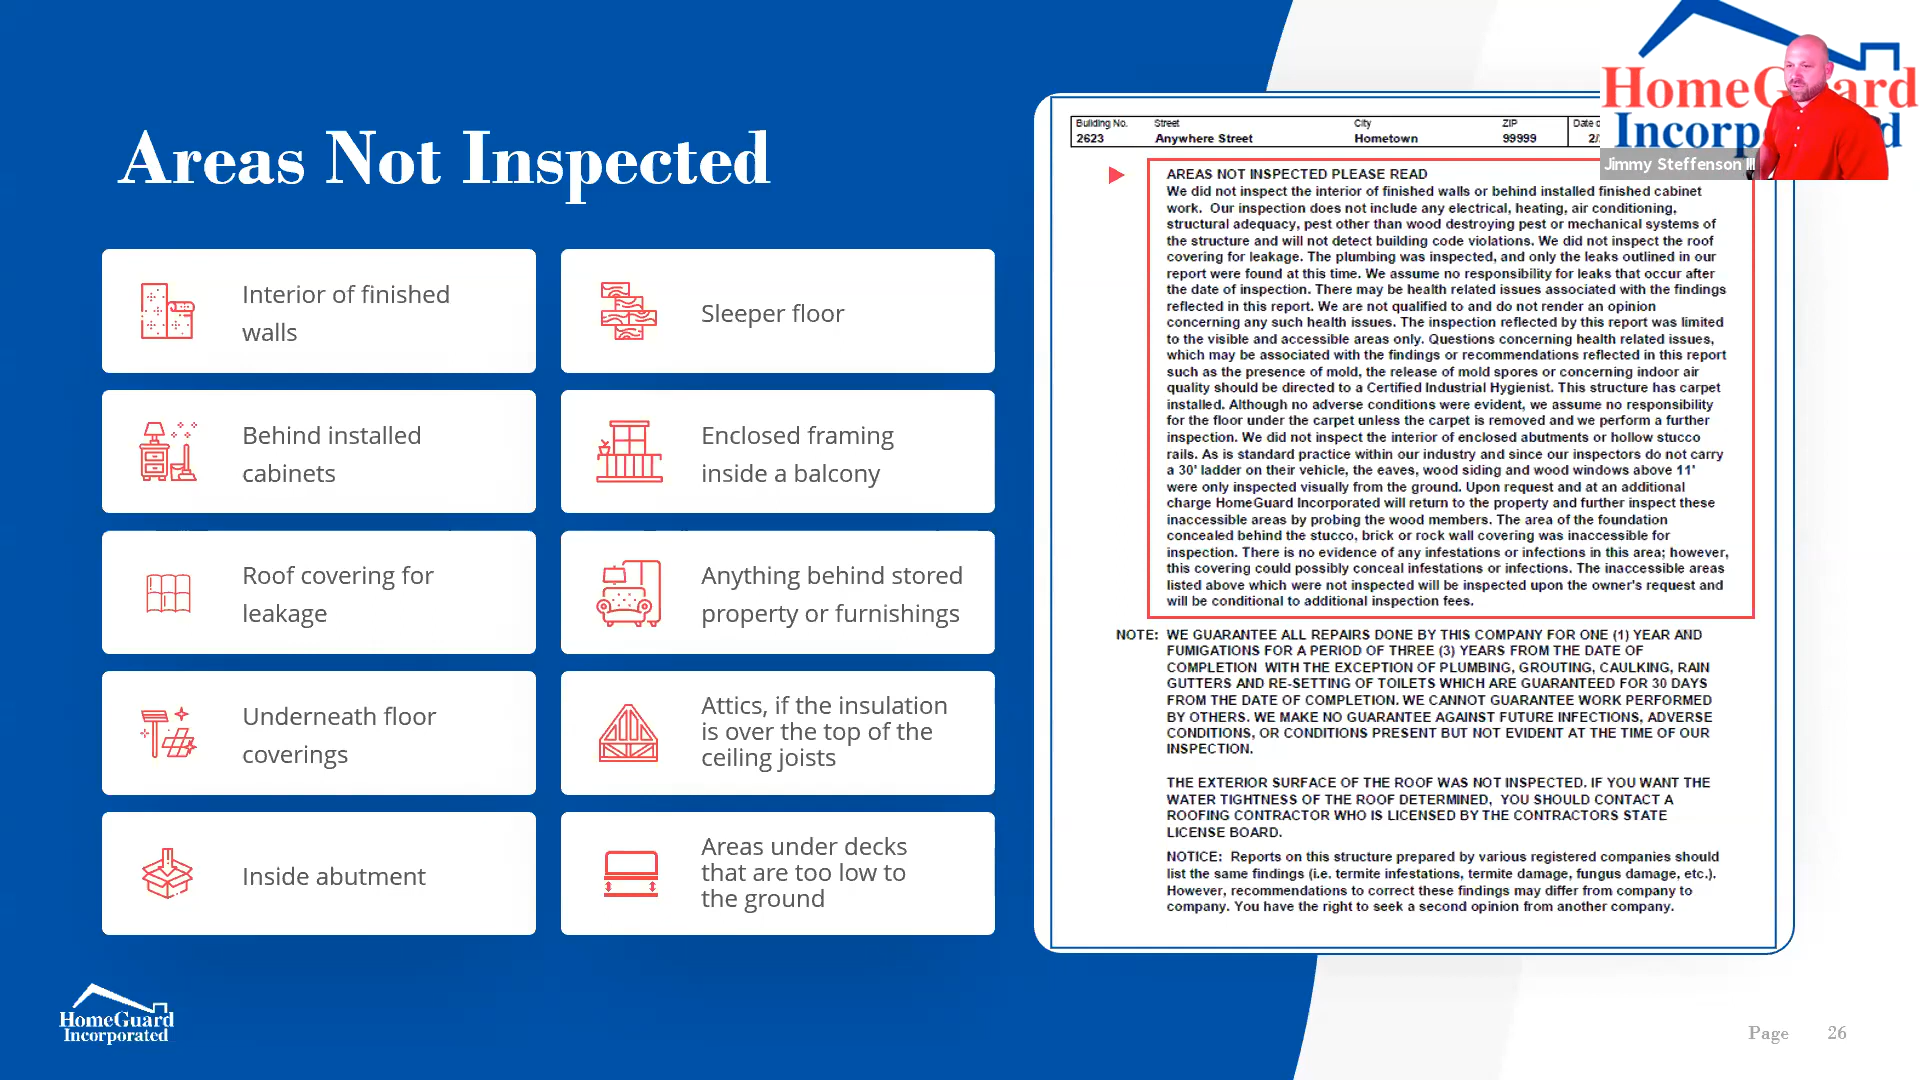 Areas Not Inspected
Interior of finished
walls
Sleeper floor
Behind installed
cabinets
Enclosed framing
inside a balcony
Roof covering for
leakage
Anything behind stored
property or furnishings
Underneath floor
coverings
Attics, if the insulation
is over the top of the
ceiling joists
Inside abutment
Areas under decks
that are too low to
the ground
HomeGuard
Incorporated
Building No.
Street
City
ZIP
2623
Anywhere Street
Hometown
99999
AREAS NOT INSPECTED PLEASE READ
We did not inspect the interior of finished walls or behind installed finished cabinet
work. Our inspection does not include any electrical, heating, air conditioning,
structural adequacy, pest other than wood destroying pest or mechanical systems of
the structure and will not detect building code violations. We did not inspect the roof
covering for leakage. The plumbing was inspected, and only the leaks outlined in our
report were found at this time. We assume no responsibility for leaks that occur after
the date of inspection. There may be health related issues associated with the findings
reflected in this report. We are not qualified to and do not render an opinion
concerning any such health issues. The inspection reflected by this report was limited
to the visible and accessible areas only. Questions concerning health related issues,
which may be associated with the findings or recommendations reflected in this report
such as the presence of mold, the release of mold spores or concerning indoor air
quality should be directed to a Certified Industrial Hygienist. This structure has carpet
installed. Although no adverse conditions were evident, we assume no responsibility
for the floor under the carpet unless the carpet is removed and we perform a further
inspection. We did not inspect the interior of enclosed abutments or hollow stucco
rails. As is standard practice within our industry and since our inspectors do not carry
a 30' ladder on their vehicle, the eaves, wood siding and wood windows above 11'
were only inspected visually from the ground. Upon request and at an additional
charge HomeGuard Incorporated will return to the property and further inspect these
inaccessible areas by probing the wood members. The area of the foundation
concealed behind the stucco, brick or rock wall covering was inaccessible for
inspection. There is no evidence of any infestations or infections in this area; however,
this covering could possibly conceal infestations or infections. The inaccessible areas
listed above which were not inspected will be inspected upon the owner's request and
will be conditional to additional inspection fees.
NOTE: WE GUARANTEE ALL REPAIRS DONE BY THIS COMPANY FOR ONE (1) YEAR AND
FUMIGATIONS FOR A PERIOD OF THREE (3) YEARS FROM THE DATE OF
COMPLETION WITH THE EXCEPTION OF PLUMBING, GROUTING, CAULKING, RAIN
GUTTERS AND RE-SETTING OF TOILETS WHICH ARE GUARANTEED FOR 30 DAYS
FROM THE DATE OF COMPLETION. WE CANNOT GUARANTEE WORK PERFORMED
BY OTHERS. WE MAKE NO GUARANTEE AGAINST FUTURE INFECTIONS, ADVERSE
CONDITIONS, OR CONDITIONS PRESENT BUT NOT EVIDENT AT THE TIME OF OUR
INSPECTION.
THE EXTERIOR SURFACE OF THE ROOF WAS NOT INSPECTED. IF YOU WANT THE
WATER TIGHTNESS OF THE ROOF DETERMINED, YOU SHOULD CONTACT A
ROOFING CONTRACTOR WHO IS LICENSED BY THE CONTRACTORS STATE
LICENSE BOARD.
NOTICE: Reports on this structure prepared by various registered companies should
list the same findings (i.e. termite infestations, termite damage, fungus damage, etc.).
However, recommendations to correct these findings may differ from company to
company. You have the right to seek a second opinion from another company.
Jimmy Steffenson III
Page 26